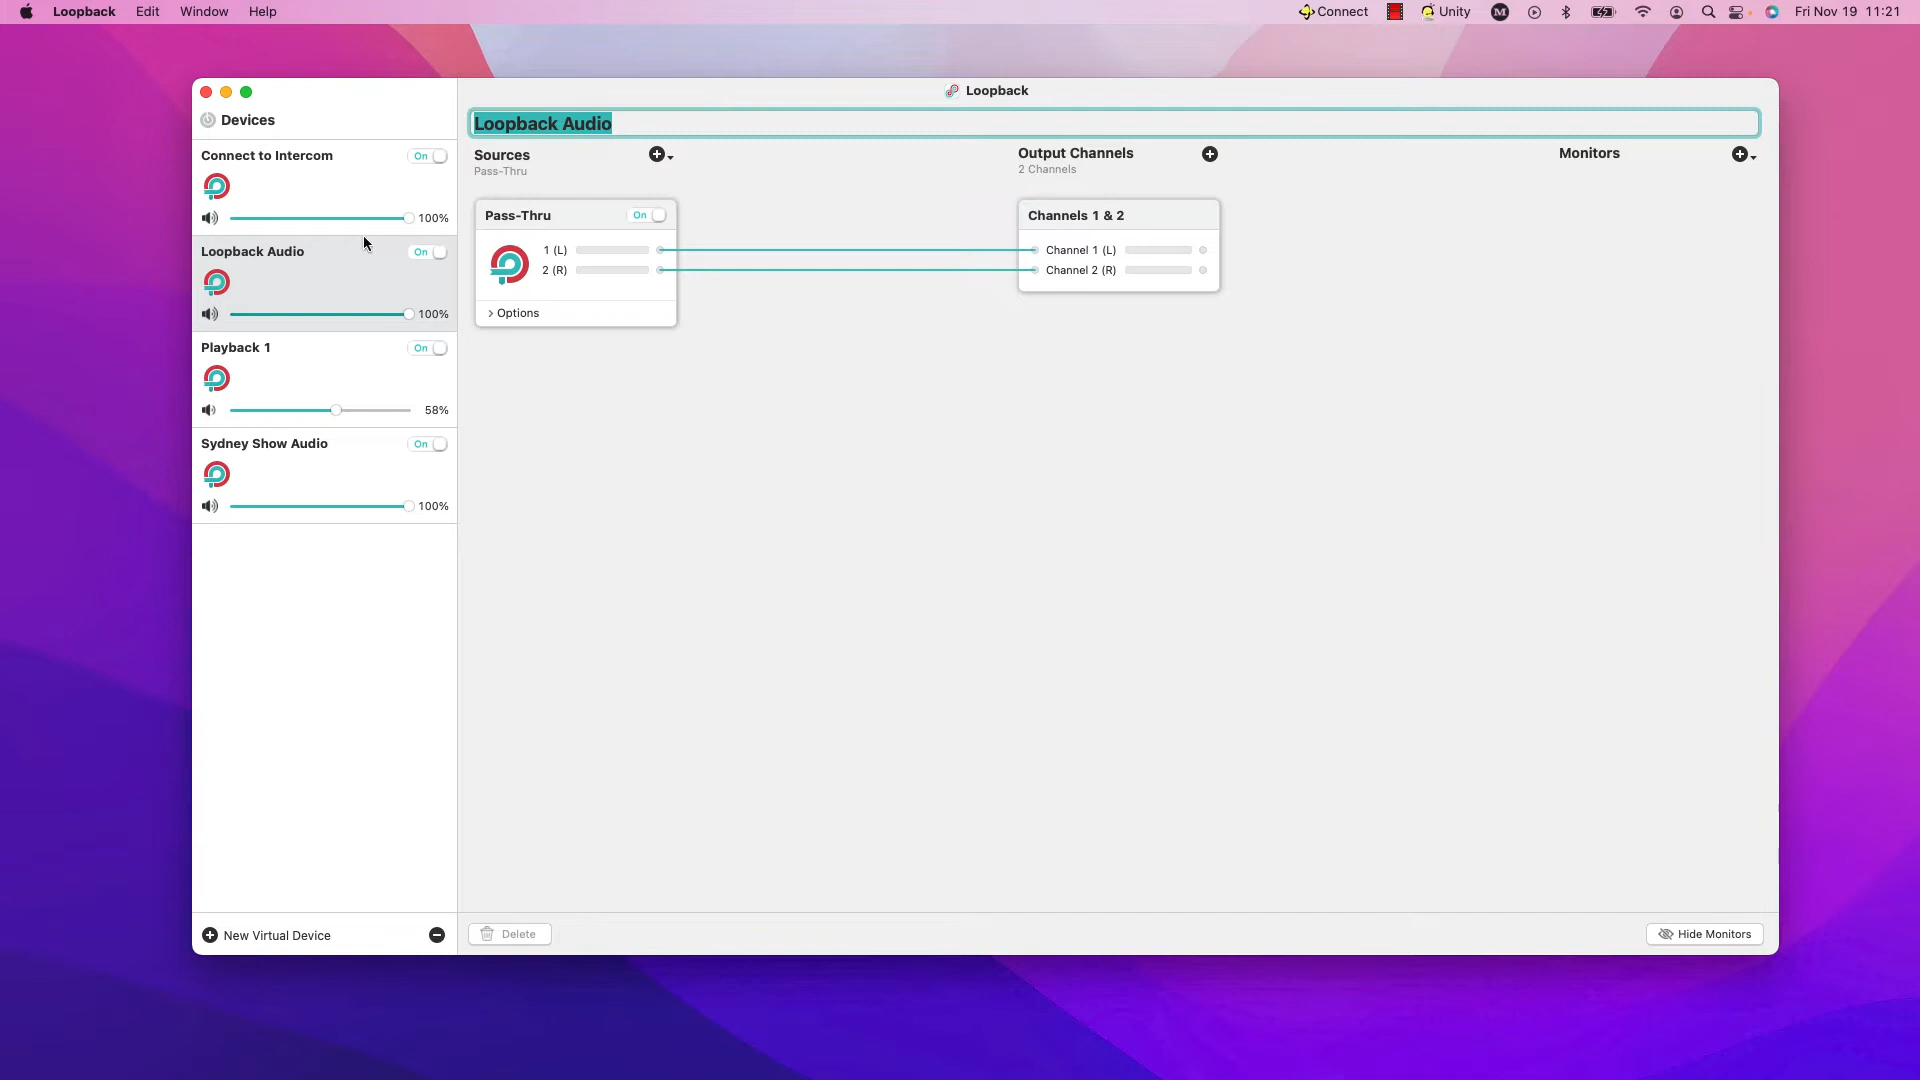 Loopback Edit Window Help Connect Unity Fri Nov 19 11:21
Loopback
Devices
Loopback Audio
Connect to Intercom On
100%
Loopback Audio On
100%
Playback 1 On
58%
Sydney Show Audio On
100%
New Virtual Device
Sources
Pass-Thru
Output Channels
2 Channels
Monitors
Pass-Thru On
1 (L)
2 (R)
Options
Channels 1 & 2
Channel 1 (L)
Channel 2 (R)
Delete
Hide Monitors